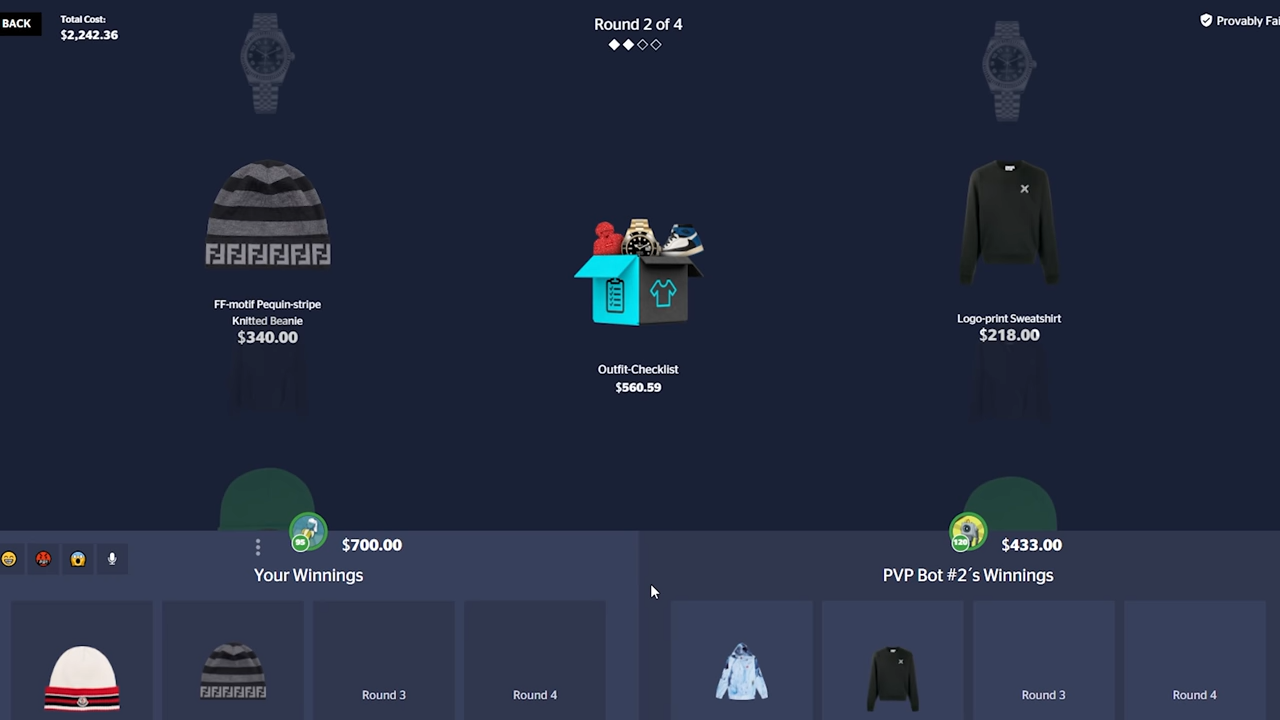 BACK
Total Cost:
$2,242.36
Round 2 of 4
Provably Fai
FF-motif Pequin-stripe
Knitted Beanie
$340.00
Logo-print Sweatshirt
$218.00
Outfit-Checklist
$560.59
95
$700.00
Your Winnings
120
$433.00
PVP Bot #2´s Winnings
Round 3
Round 4
Round 3
Round 4